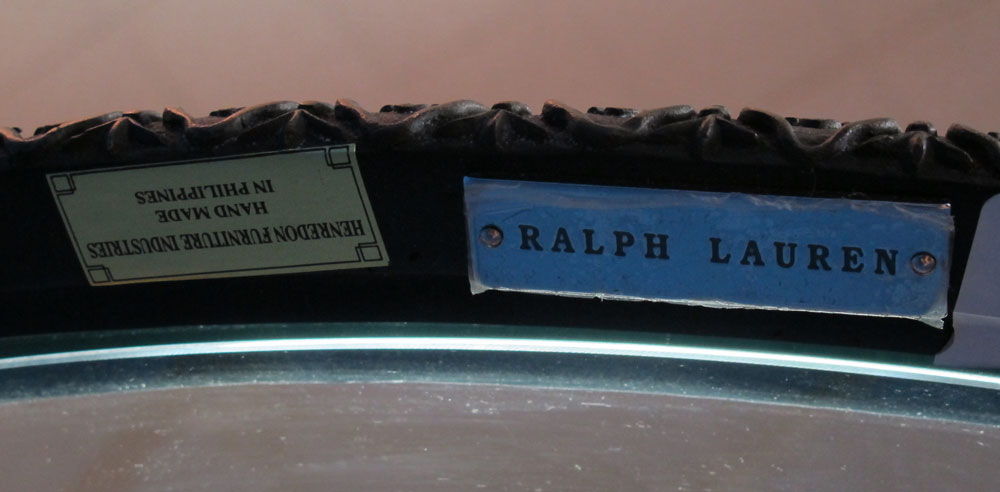 HENREDON FURNITURE INDUSTRIES
HAND MADE
IN PHILIPPINES
RALPH LAUREN